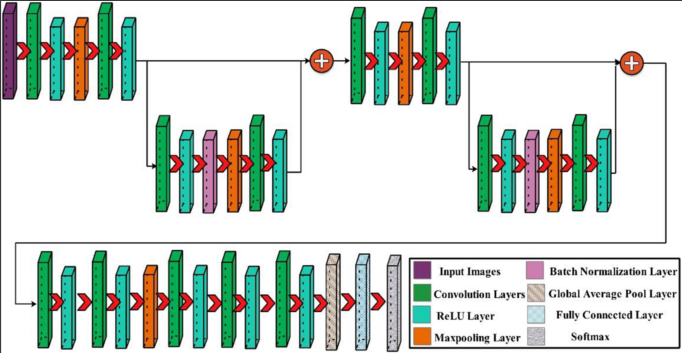 Input Images
Batch Normalization Layer
Convolution Layers
Global Average Pool Layer
ReLU Layer
Fully Connected Layer
Maxpooling Layer
Softmax